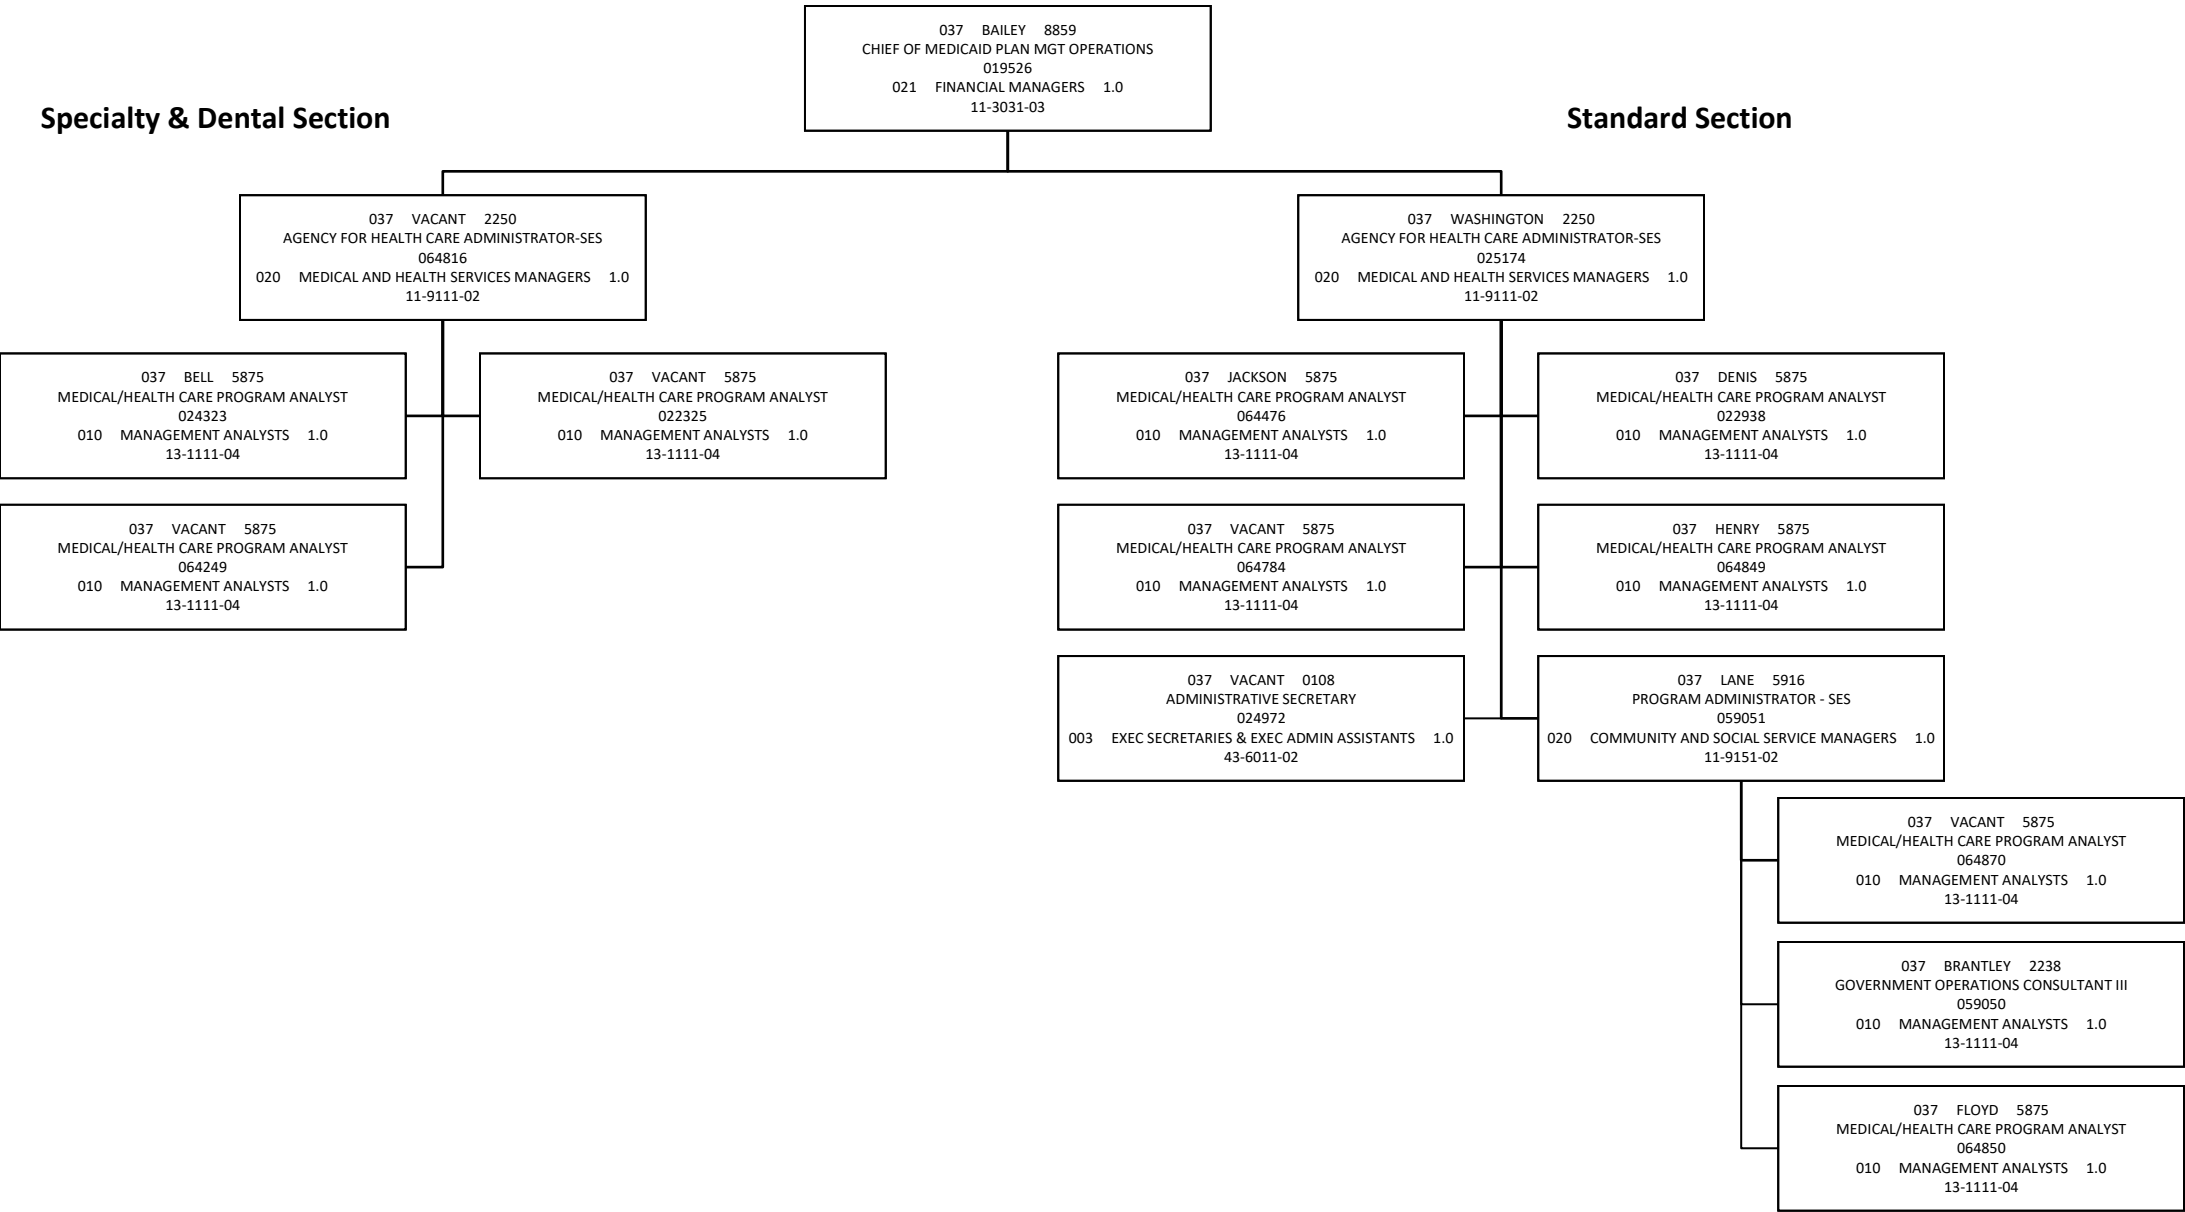 037 BAILEY 8859
CHIEF OF MEDICAID PLAN MGT OPERATIONS
019526
021 FINANCIAL MANAGERS 1.0
11-3031-03
Specialty & Dental Section
Standard Section
037 VACANT 2250
AGENCY FOR HEALTH CARE ADMINISTRATOR-SES
064816
020 MEDICAL AND HEALTH SERVICES MANAGERS 1.0
11-9111-02
037 WASHINGTON 2250
AGENCY FOR HEALTH CARE ADMINISTRATOR-SES
025174
020 MEDICAL AND HEALTH SERVICES MANAGERS 1.0
11-9111-02
037 BELL 5875
MEDICAL/HEALTH CARE PROGRAM ANALYST
024323
010 MANAGEMENT ANALYSTS 1.0
13-1111-04
037 VACANT 5875
MEDICAL/HEALTH CARE PROGRAM ANALYST
022325
010 MANAGEMENT ANALYSTS 1.0
13-1111-04
037 JACKSON 5875
MEDICAL/HEALTH CARE PROGRAM ANALYST
064476
010 MANAGEMENT ANALYSTS 1.0
13-1111-04
037 DENIS 5875
MEDICAL/HEALTH CARE PROGRAM ANALYST
022938
010 MANAGEMENT ANALYSTS 1.0
13-1111-04
037 VACANT 5875
MEDICAL/HEALTH CARE PROGRAM ANALYST
064249
010 MANAGEMENT ANALYSTS 1.0
13-1111-04
037 VACANT 5875
MEDICAL/HEALTH CARE PROGRAM ANALYST
064784
010 MANAGEMENT ANALYSTS 1.0
13-1111-04
037 HENRY 5875
MEDICAL/HEALTH CARE PROGRAM ANALYST
064849
010 MANAGEMENT ANALYSTS 1.0
13-1111-04
037 VACANT 0108
ADMINISTRATIVE SECRETARY
024972
003 EXEC SECRETARIES & EXEC ADMIN ASSISTANTS 1.0
43-6011-02
037 LANE 5916
PROGRAM ADMINISTRATOR - SES
059051
020 COMMUNITY AND SOCIAL SERVICE MANAGERS 1.0
11-9151-02
037 VACANT 5875
MEDICAL/HEALTH CARE PROGRAM ANALYST
064870
010 MANAGEMENT ANALYSTS 1.0
13-1111-04
037 BRANTLEY 2238
GOVERNMENT OPERATIONS CONSULTANT III
059050
010 MANAGEMENT ANALYSTS 1.0
13-1111-04
037 FLOYD 5875
MEDICAL/HEALTH CARE PROGRAM ANALYST
064850
010 MANAGEMENT ANALYSTS 1.0
13-1111-04